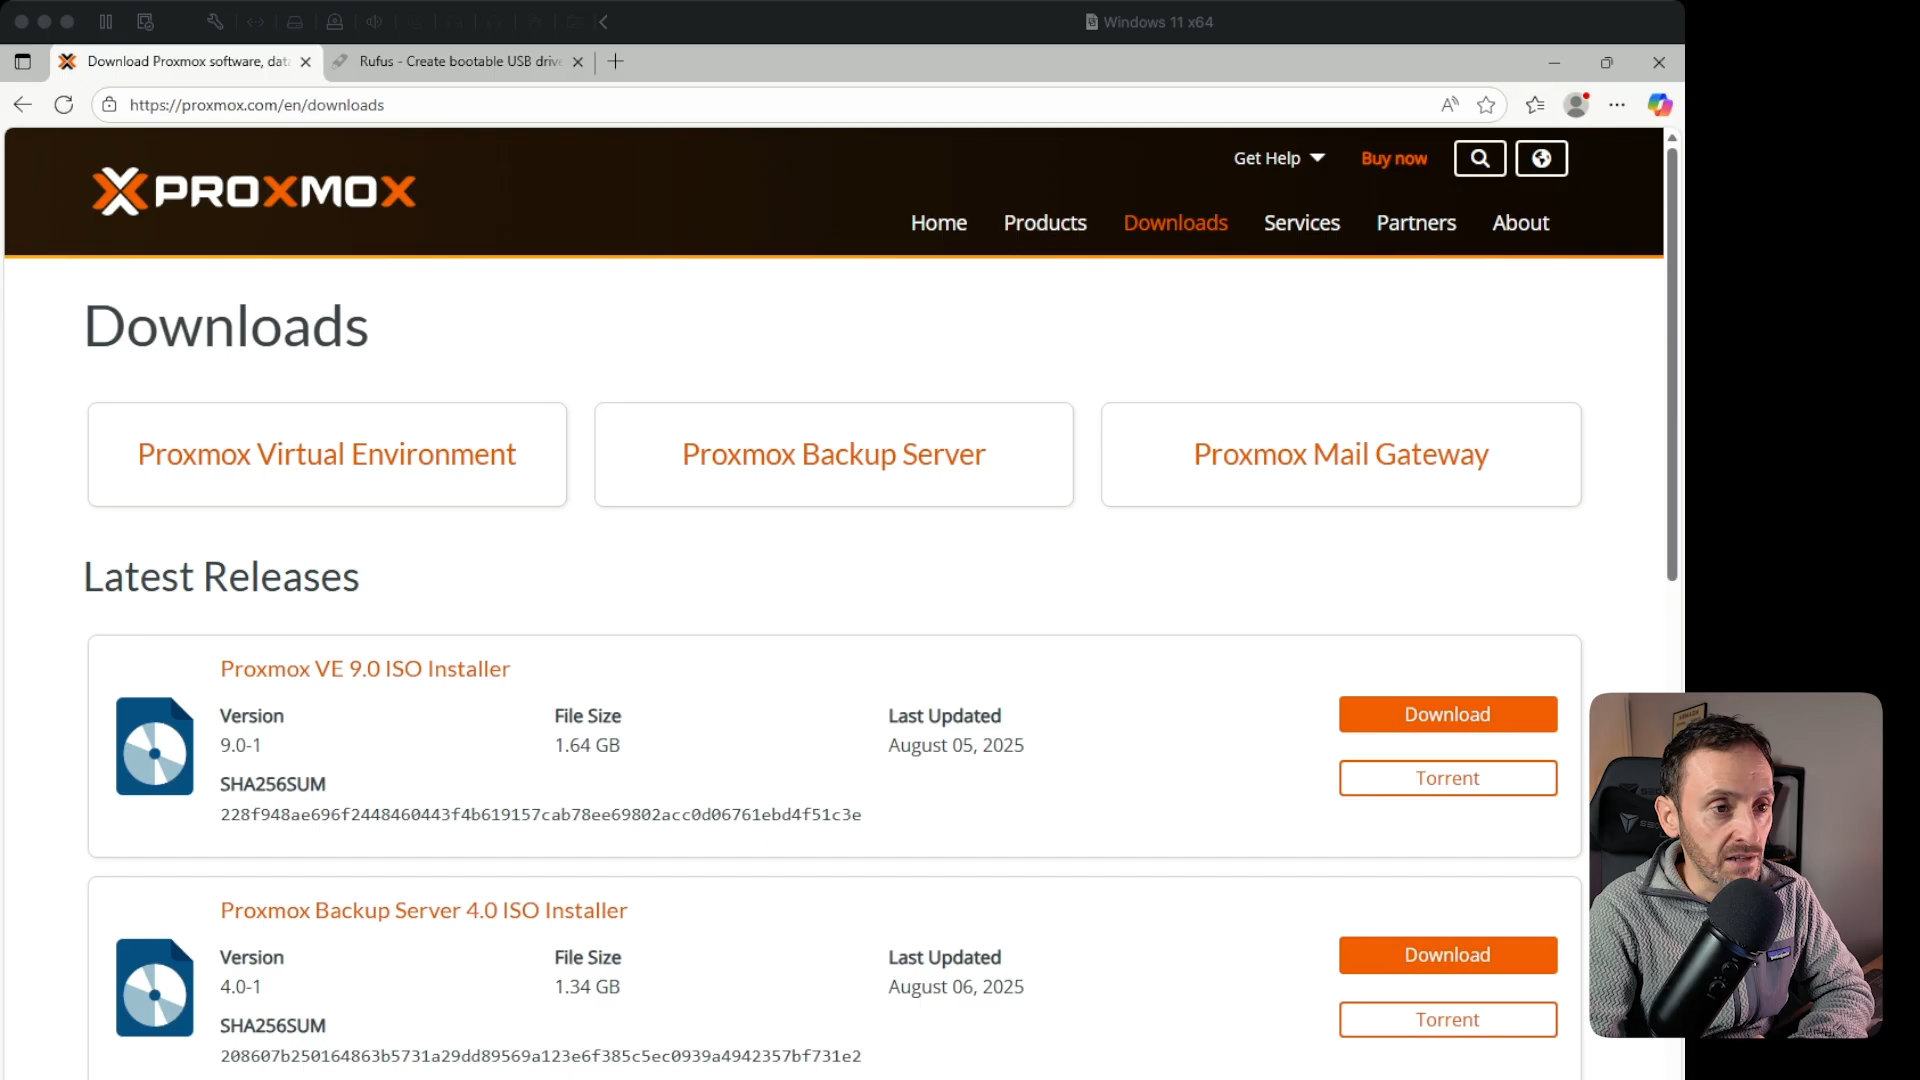 Windows 11 x64
Download Proxmox software, dat
Rufus - Create bootable USB drive
https://proxmox.com/en/downloads
Get Help
Buy now
PROXMOX
Home
Products
Downloads
Services
Partners
About
Downloads
Proxmox Virtual Environment
Proxmox Backup Server
Proxmox Mail Gateway
Latest Releases
Proxmox VE 9.0 ISO Installer
Version
File Size
Last Updated
Download
9.0-1
1.64 GB
August 05, 2025
Torrent
SHA256SUM
228f948ae696f2448460443f4b619157cab78ee69802acc0d06761ebd4f51c3e
Proxmox Backup Server 4.0 ISO Installer
Version
File Size
Last Updated
Download
4.0-1
1.34 GB
August 06, 2025
Torrent
SHA256SUM
208607b250164863b5731a29dd89569a123e6f385c5ec0939a4942357bf731e2